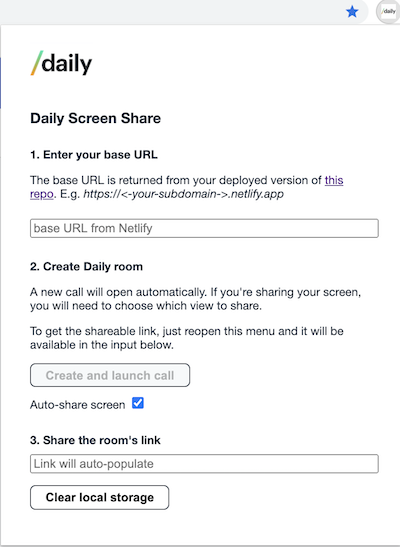 /daily
/daily
Daily Screen Share
1. Enter your base URL
The base URL is returned from your deployed version of this
repo. E.g. https://<-your-subdomain->.netlify.app
base URL from Netlify
2. Create Daily room
A new call will open automatically. If you're sharing your screen,
you will need to choose which view to share.
To get the shareable link, just reopen this menu and it will be
available in the input below.
Create and launch call
Auto-share screen
3. Share the room's link
Link will auto-populate
Clear local storage